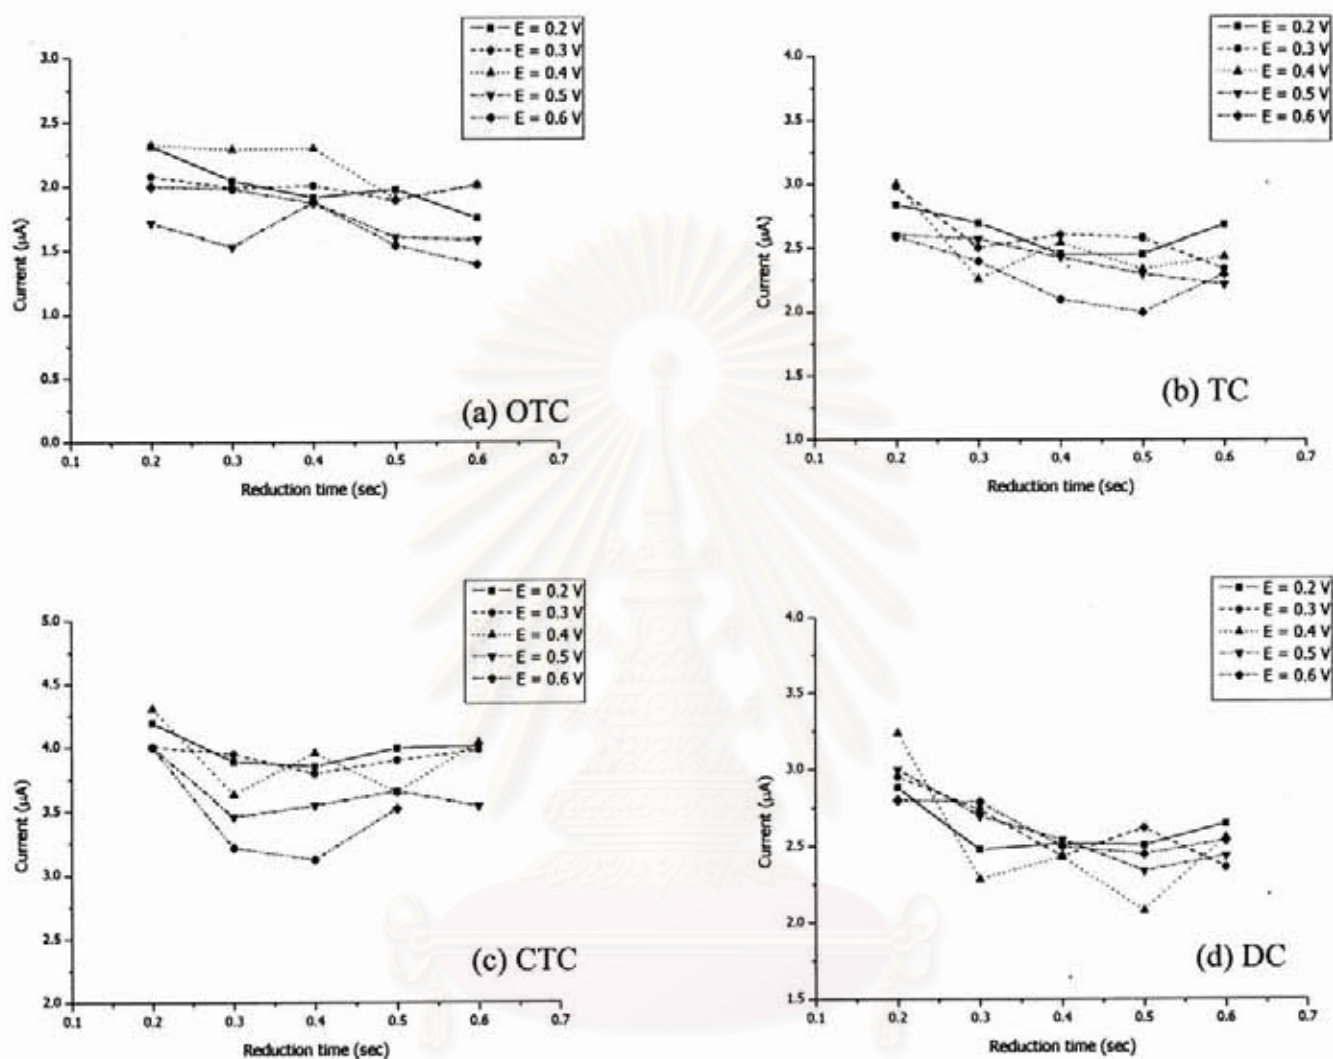 E = 0.2 V
E = 0.3 V
E = 0.4 V
E = 0.5 V
E = 0.6 V
3.0
2.5
2.0
1.5
1.0
0.5
0.0
Current (µA)
(a) OTC
0.1 0.2 0.3 0.4 0.5 0.6 0.7
Reduction time (sec)
E = 0.2 V
E = 0.3 V
E = 0.4 V
E = 0.5 V
E = 0.6 V
4.0
3.5
3.0
2.5
2.0
1.5
1.0
Current (µA)
(b) TC
0.1 0.2 0.3 0.4 0.5 0.6 0.7
Reduction time (sec)
E = 0.2 V
E = 0.3 V
E = 0.4 V
E = 0.5 V
E = 0.6 V
5.0
4.5
4.0
3.5
3.0
2.5
2.0
Current (µA)
(c) CTC
0.1 0.2 0.3 0.4 0.5 0.6 0.7
Reduction time (sec)
E = 0.2 V
E = 0.3 V
E = 0.4 V
E = 0.5 V
E = 0.6 V
4.0
3.5
3.0
2.5
2.0
1.5
Current (µA)
(d) DC
0.1 0.2 0.3 0.4 0.5 0.6 0.7
Reduction time (sec)